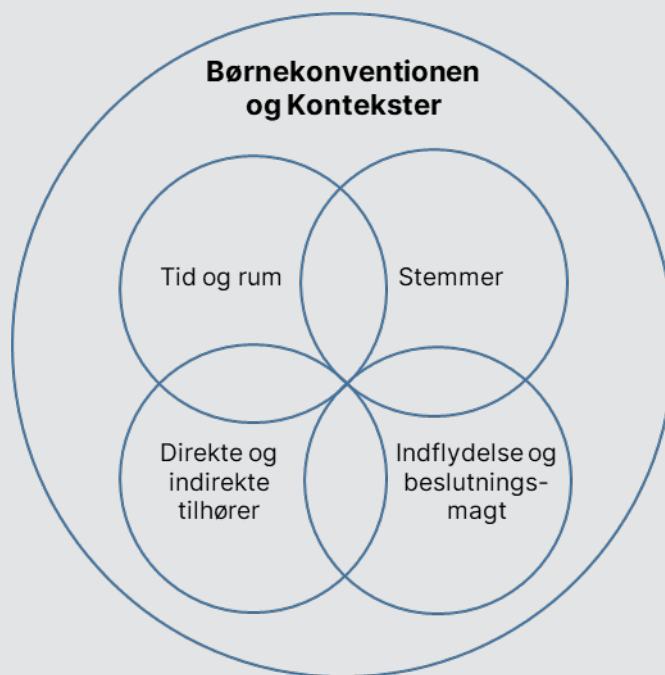 Børnekonventionen
og Kontekster
Tid og rum
Stemmer
Direkte og
indirekte
tilhører
Indflydelse og
beslutnings-
magt